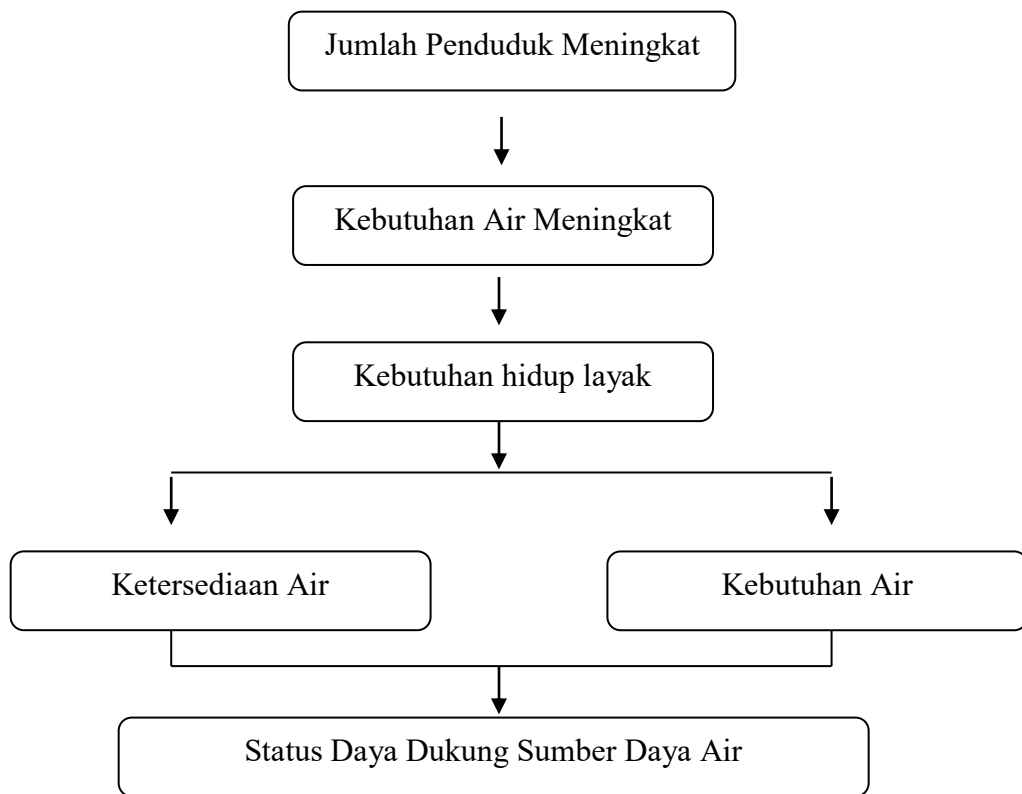 Jumlah Penduduk Meningkat
Kebutuhan Air Meningkat
Kebutuhan hidup layak
Ketersediaan Air
Kebutuhan Air
Status Daya Dukung Sumber Daya Air